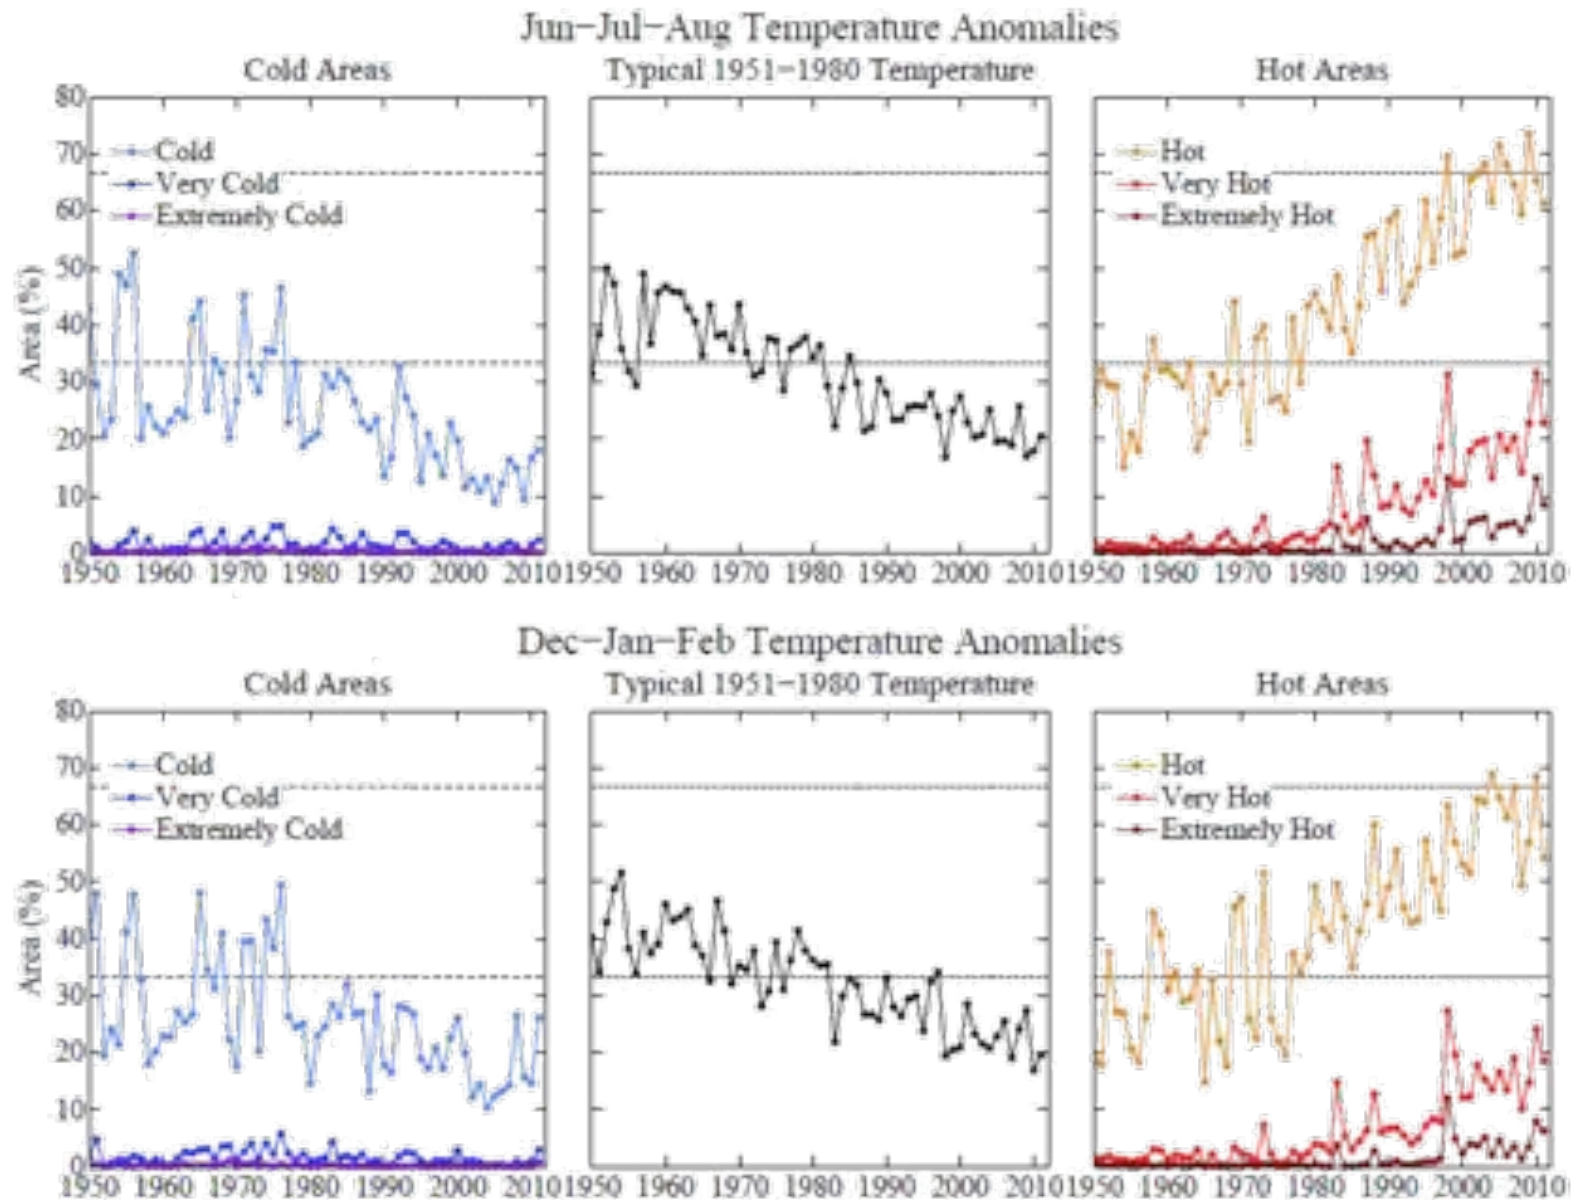 Jun−Jul−Aug Temperature Anomalies
Cold Areas
Typical 1951−1980 Temperature
Hot Areas
80
70
60
50
40
30
20
10
0
Area (%)
Cold
Very Cold
Extremely Cold
Hot
Very Hot
Extremely Hot
1950 1960 1970 1980 1990 2000 2010
1950 1960 1970 1980 1990 2000 2010
1950 1960 1970 1980 1990 2000 2010
Dec−Jan−Feb Temperature Anomalies
Cold Areas
Typical 1951−1980 Temperature
Hot Areas
80
70
60
50
40
30
20
10
0
Area (%)
Cold
Very Cold
Extremely Cold
Hot
Very Hot
Extremely Hot
1950 1960 1970 1980 1990 2000 2010
1950 1960 1970 1980 1990 2000 2010
1950 1960 1970 1980 1990 2000 2010